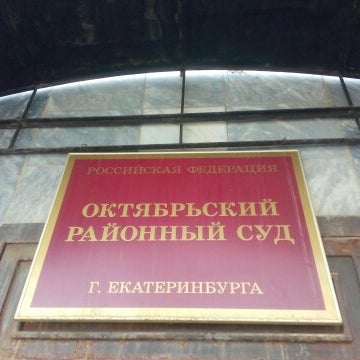 РОССИЙСКАЯ ФЕДЕРАЦИЯ
ОКТЯБРЬСКИЙ
РАЙОННЫЙ СУД
Г. ЕКАТЕРИНБУРГА